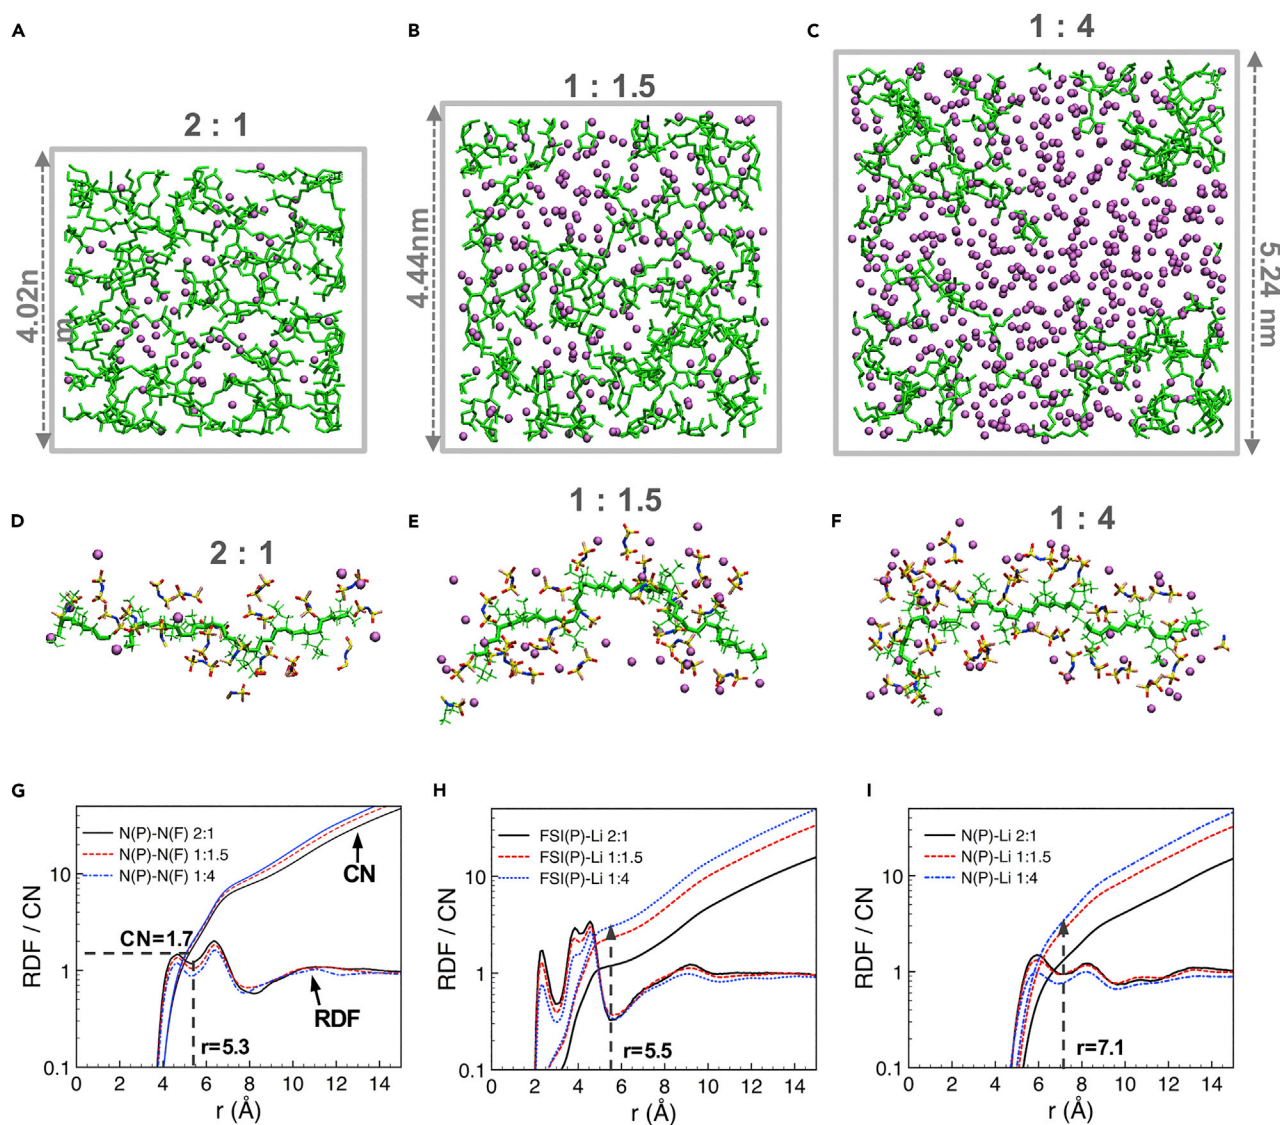 A
2 : 1
4.02n
m
B
1 : 1.5
4.44nm
C
1 : 4
5.24 nm
D
2 : 1
E
1 : 1.5
F
1 : 4
G
N(P)-N(F) 2:1
N(P)-N(F) 1:1.5
N(P)-N(F) 1:4
CN
CN=1.7
RDF
r=5.3
10
1
0.1
RDF / CN
0 2 4 6 8 10 12 14
r (Å)
H
FSI(P)-Li 2:1
FSI(P)-Li 1:1.5
FSI(P)-Li 1:4
r=5.5
10
1
0.1
RDF / CN
0 2 4 6 8 10 12 14
r (Å)
I
N(P)-Li 2:1
N(P)-Li 1:1.5
N(P)-Li 1:4
r=7.1
10
1
0.1
RDF / CN
0 2 4 6 8 10 12 14
r (Å)